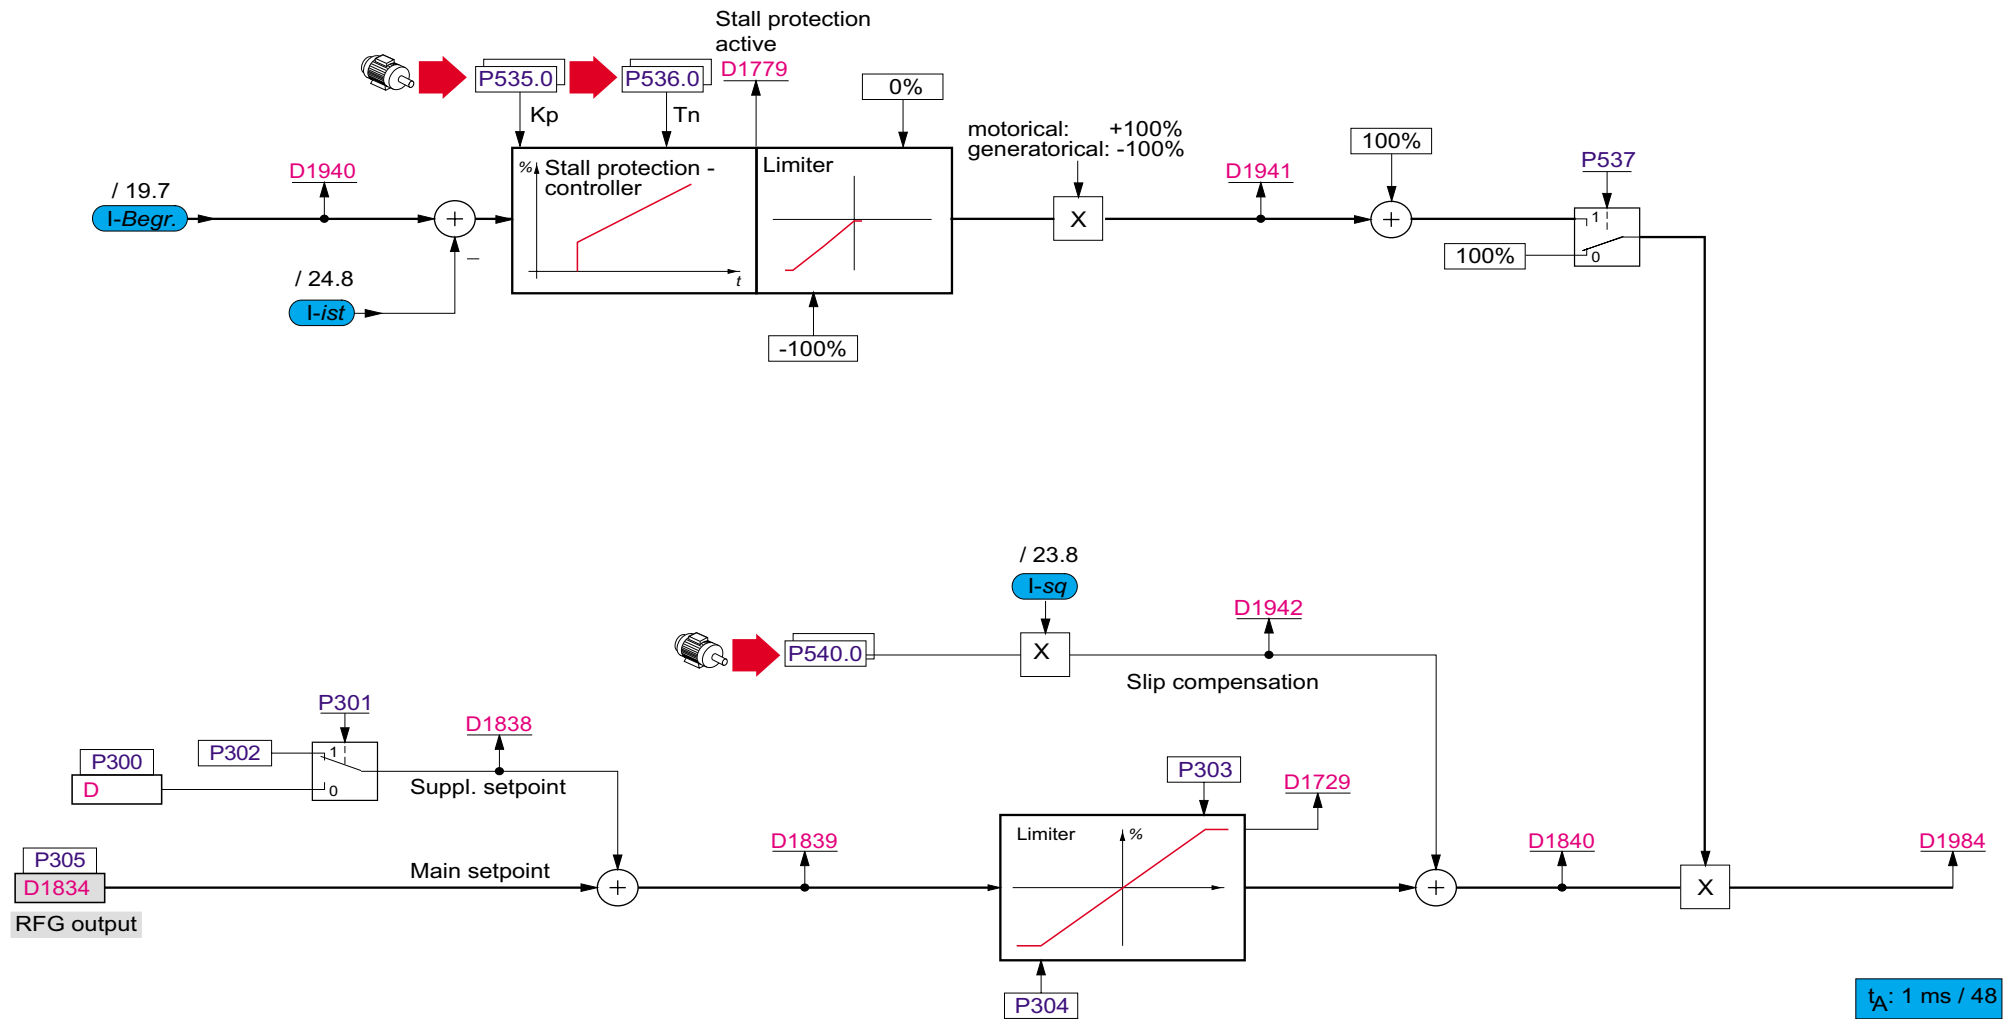 Stall protection
active
D1779
P535.0
P536.0
0%
Kp
Tn
motorical: +100%
generatorical: -100%
100%
P537
/ 19.7
I-Begr.
D1940
+
–
% Stall protection -
controller
t
Limiter
X
D1941
+
1
0
100%
/ 24.8
I-ist
-100%
/ 23.8
I-sq
P540.0
X
D1942
Slip compensation
P301
D1838
P302
1
0
P300
D
Suppl. setpoint
P303
D1729
P305
D1834
RFG output
Main setpoint
+
D1839
Limiter
%
P304
+
D1840
X
D1984
tA: 1 ms / 48